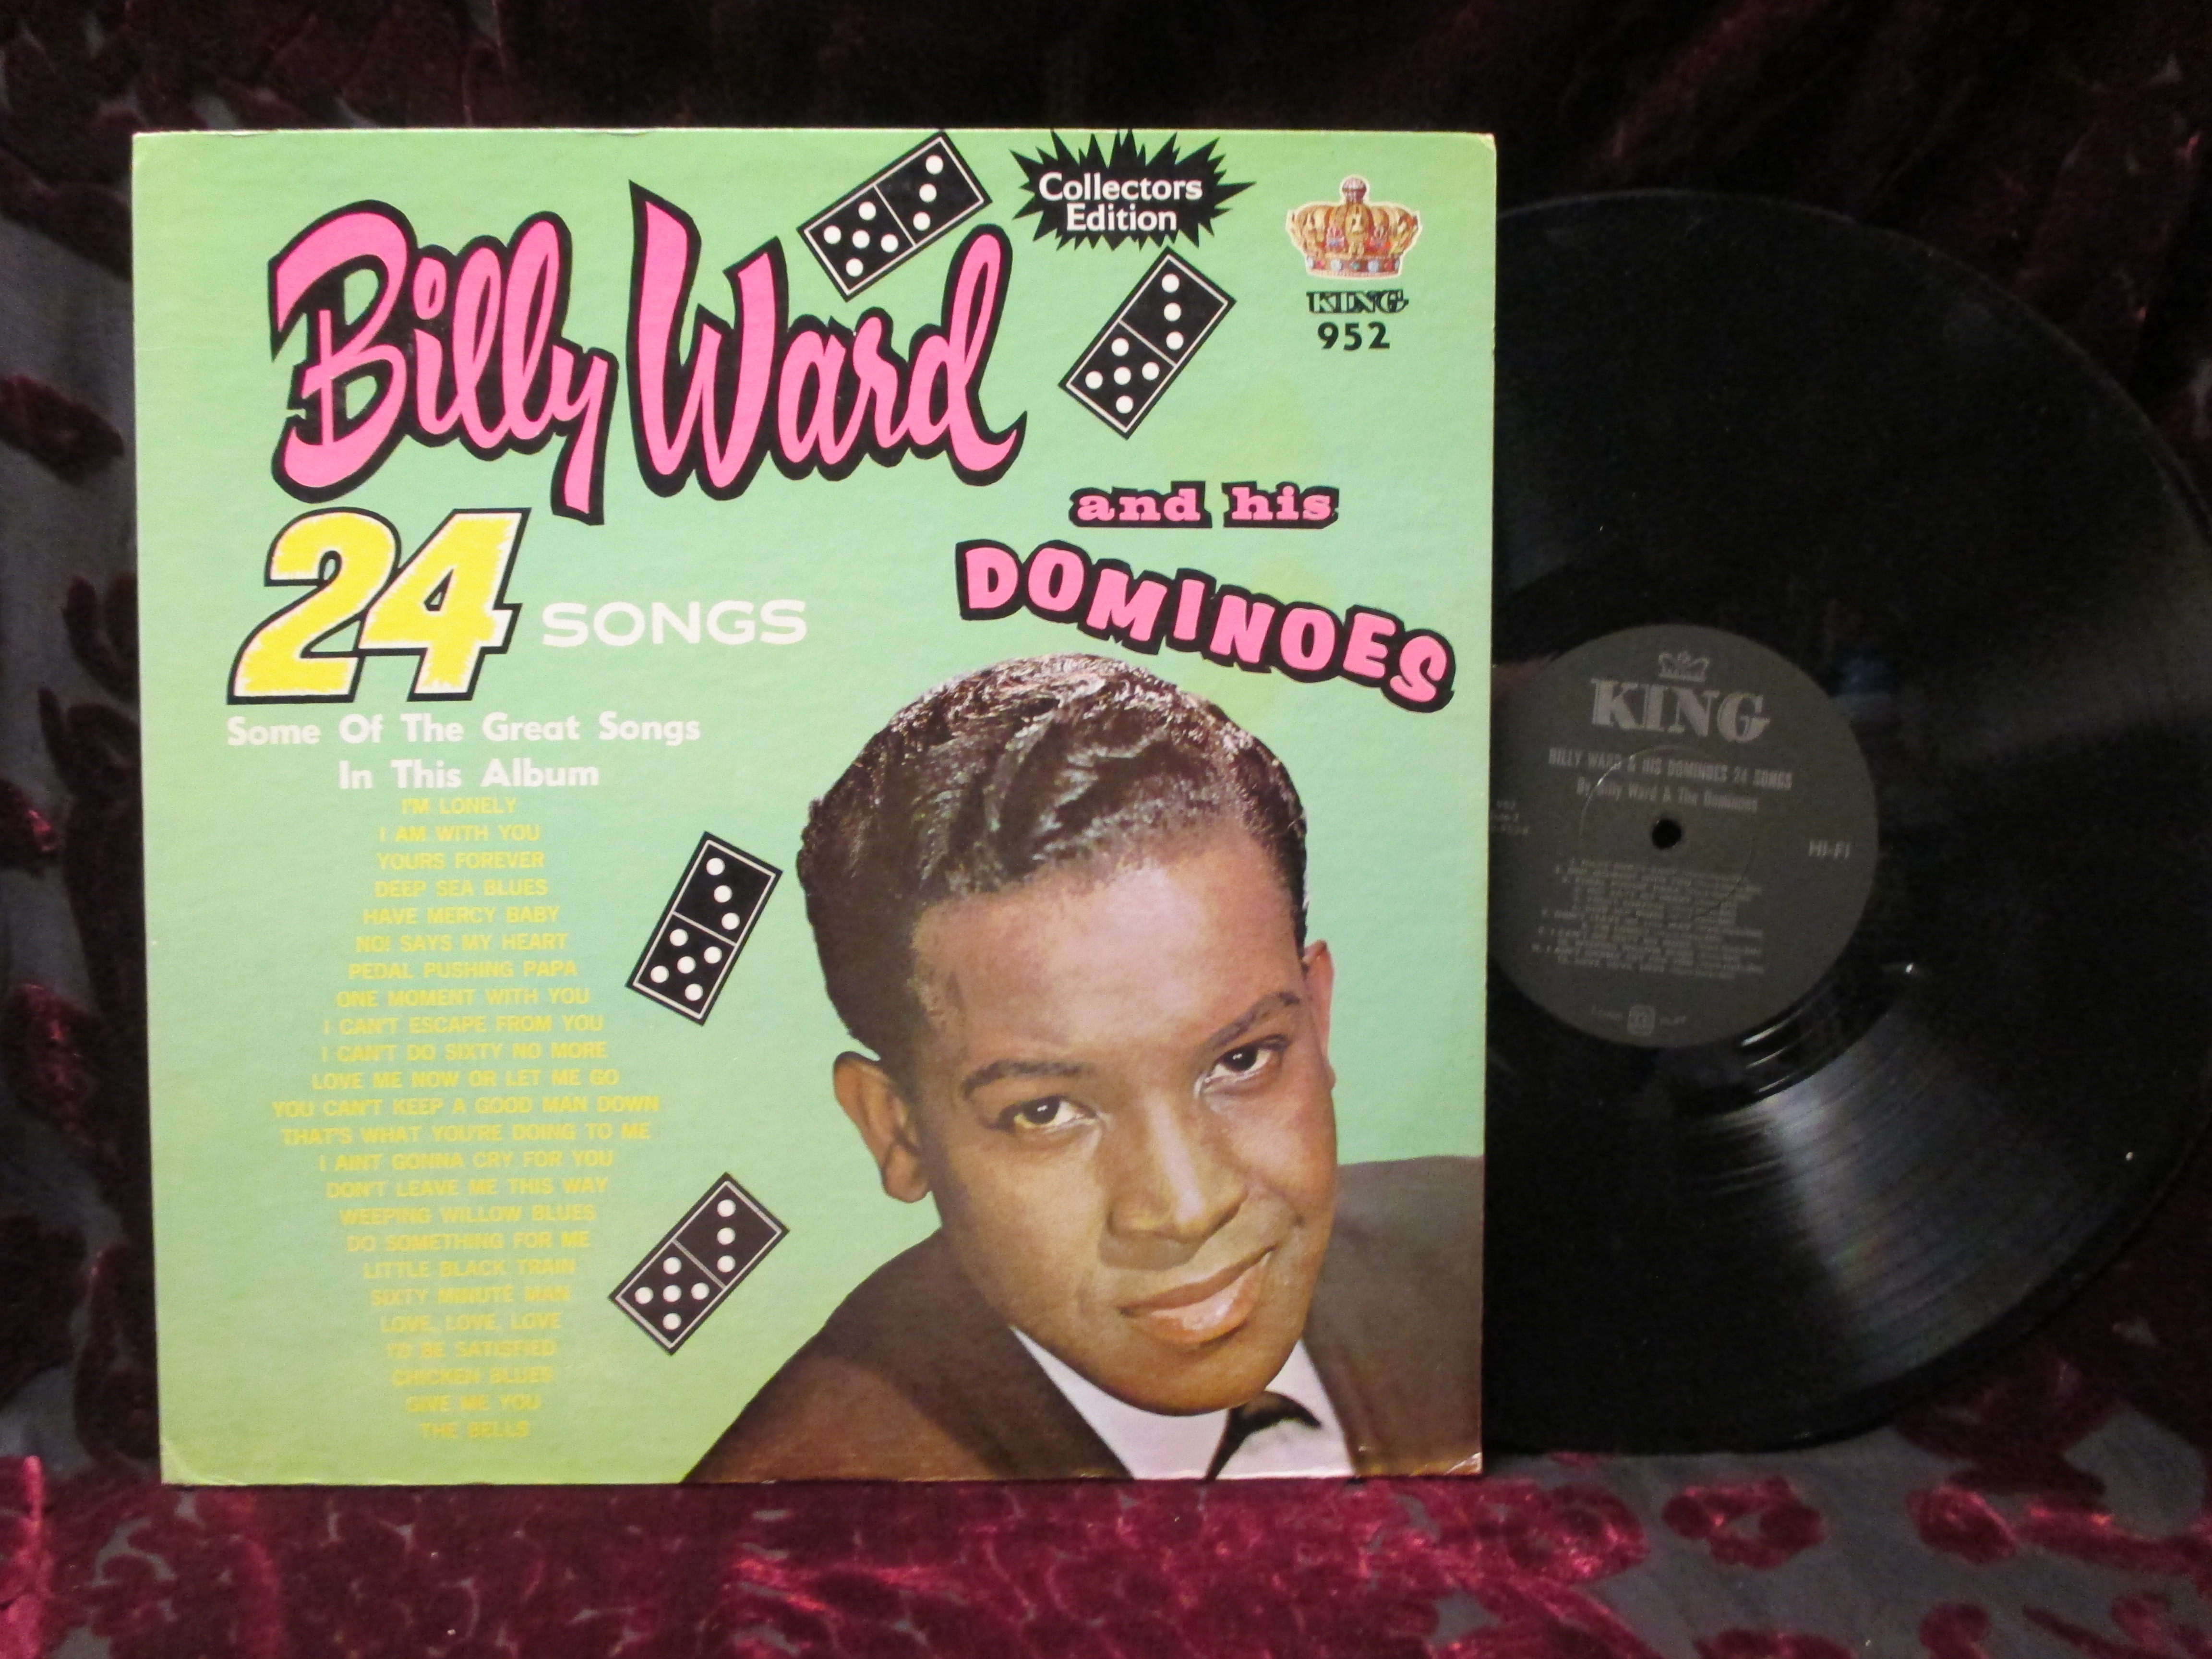 Collectors
Edition
KING
952
Billy Ward
and his
DOMINOES
24 SONGS
Some Of The Great Songs
In This Album
I'M LONELY
I AM WITH YOU
YOURS FOREVER
DEEP SEA BLUES
HAVE MERCY BABY
NO! SAYS MY HEART
PEDAL PUSHING PAPA
ONE MOMENT WITH YOU
I CAN'T ESCAPE FROM YOU
I CAN'T DO SIXTY NO MORE
LOVE ME NOW OR LET ME GO
YOU CAN'T KEEP A GOOD MAN DOWN
THAT'S WHAT YOU'RE DOING TO ME
I AINT GONNA CRY FOR YOU
DON'T LEAVE ME THIS WAY
WEEPING WILLOW BLUES
DO SOMETHING FOR ME
LITTLE BLACK TRAIN
SIXTY MINUTE MAN
LOVE, LOVE, LOVE
I'D BE SATISFIED
CHICKEN BLUES
GIVE ME YOU
THE BELLS
KING
BILLY WARD & HIS DOMINOES 24 SONGS
By Billy Ward & The Dominoes
HI-FI